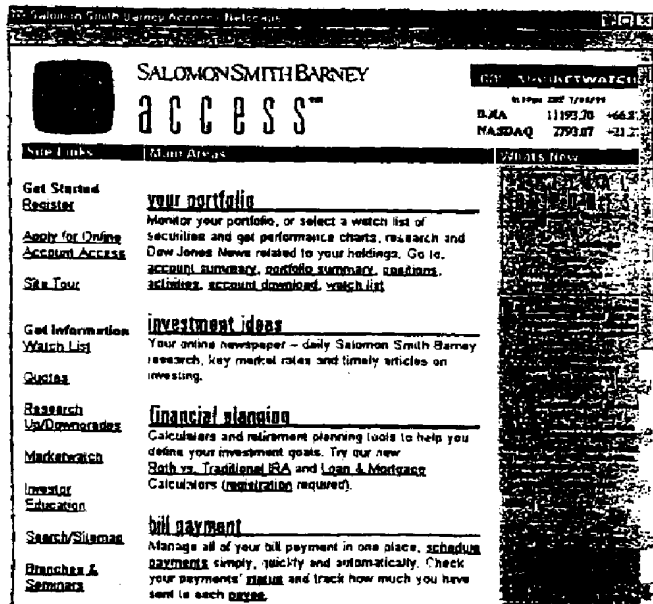 Salomon Smith Barney Access - Netscape
SALOMON SMITH BARNEY
access™
DJIA 11193.70
NASDAQ 2793.07
Site Links
Main Areas
What's New
Get Started
Register
Apply for Online
Account Access
Site Tour
Get Information
Watch List
Quotes
Research
Up/Downgrades
Marketwatch
Investor
Education
Search/Sitemap
Branches &
Seminars
your portfolio
Monitor your portfolio, or select a watch list of
securities and get performance charts, research and
Dow Jones News related to your holdings. Go to,
account summary, portfolio summary, positions,
activities, account download, watch list
investment ideas
Your online newspaper – daily Salomon Smith Barney
research, key market rates and timely articles on
investing.
financial planning
Calculators and retirement planning tools to help you
define your investment goals. Try our new
Roth vs. Traditional IRA and Loan & Mortgage
Calculators (registration required).
bill payment
Manage all of your bill payment in one place, schedule
payments simply, quickly and automatically. Check
your payments' status and track how much you have
sent to each payee.